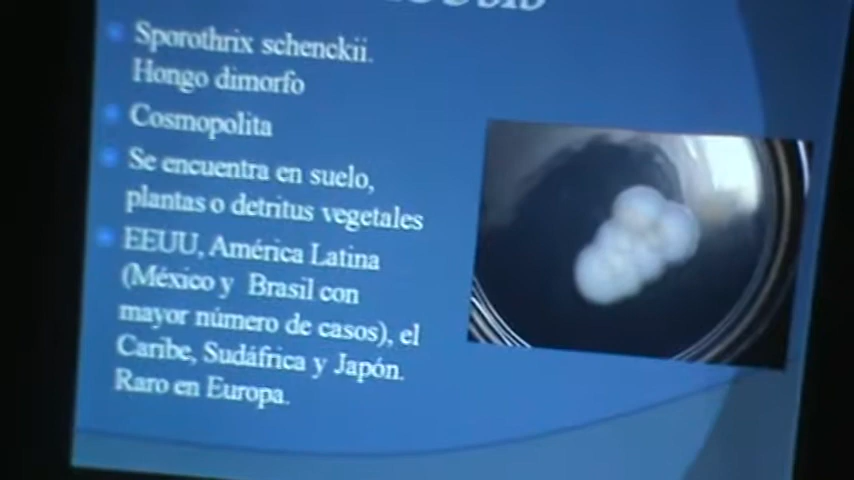 Sporothrix schenckii.
Hongo dimorfo
Cosmopolita
Se encuentra en suelo,
plantas o detritus vegetales
EEUU, América Latina
(México y Brasil con
mayor número de casos), el
Caribe, Sudáfrica y Japón.
Raro en Europa.